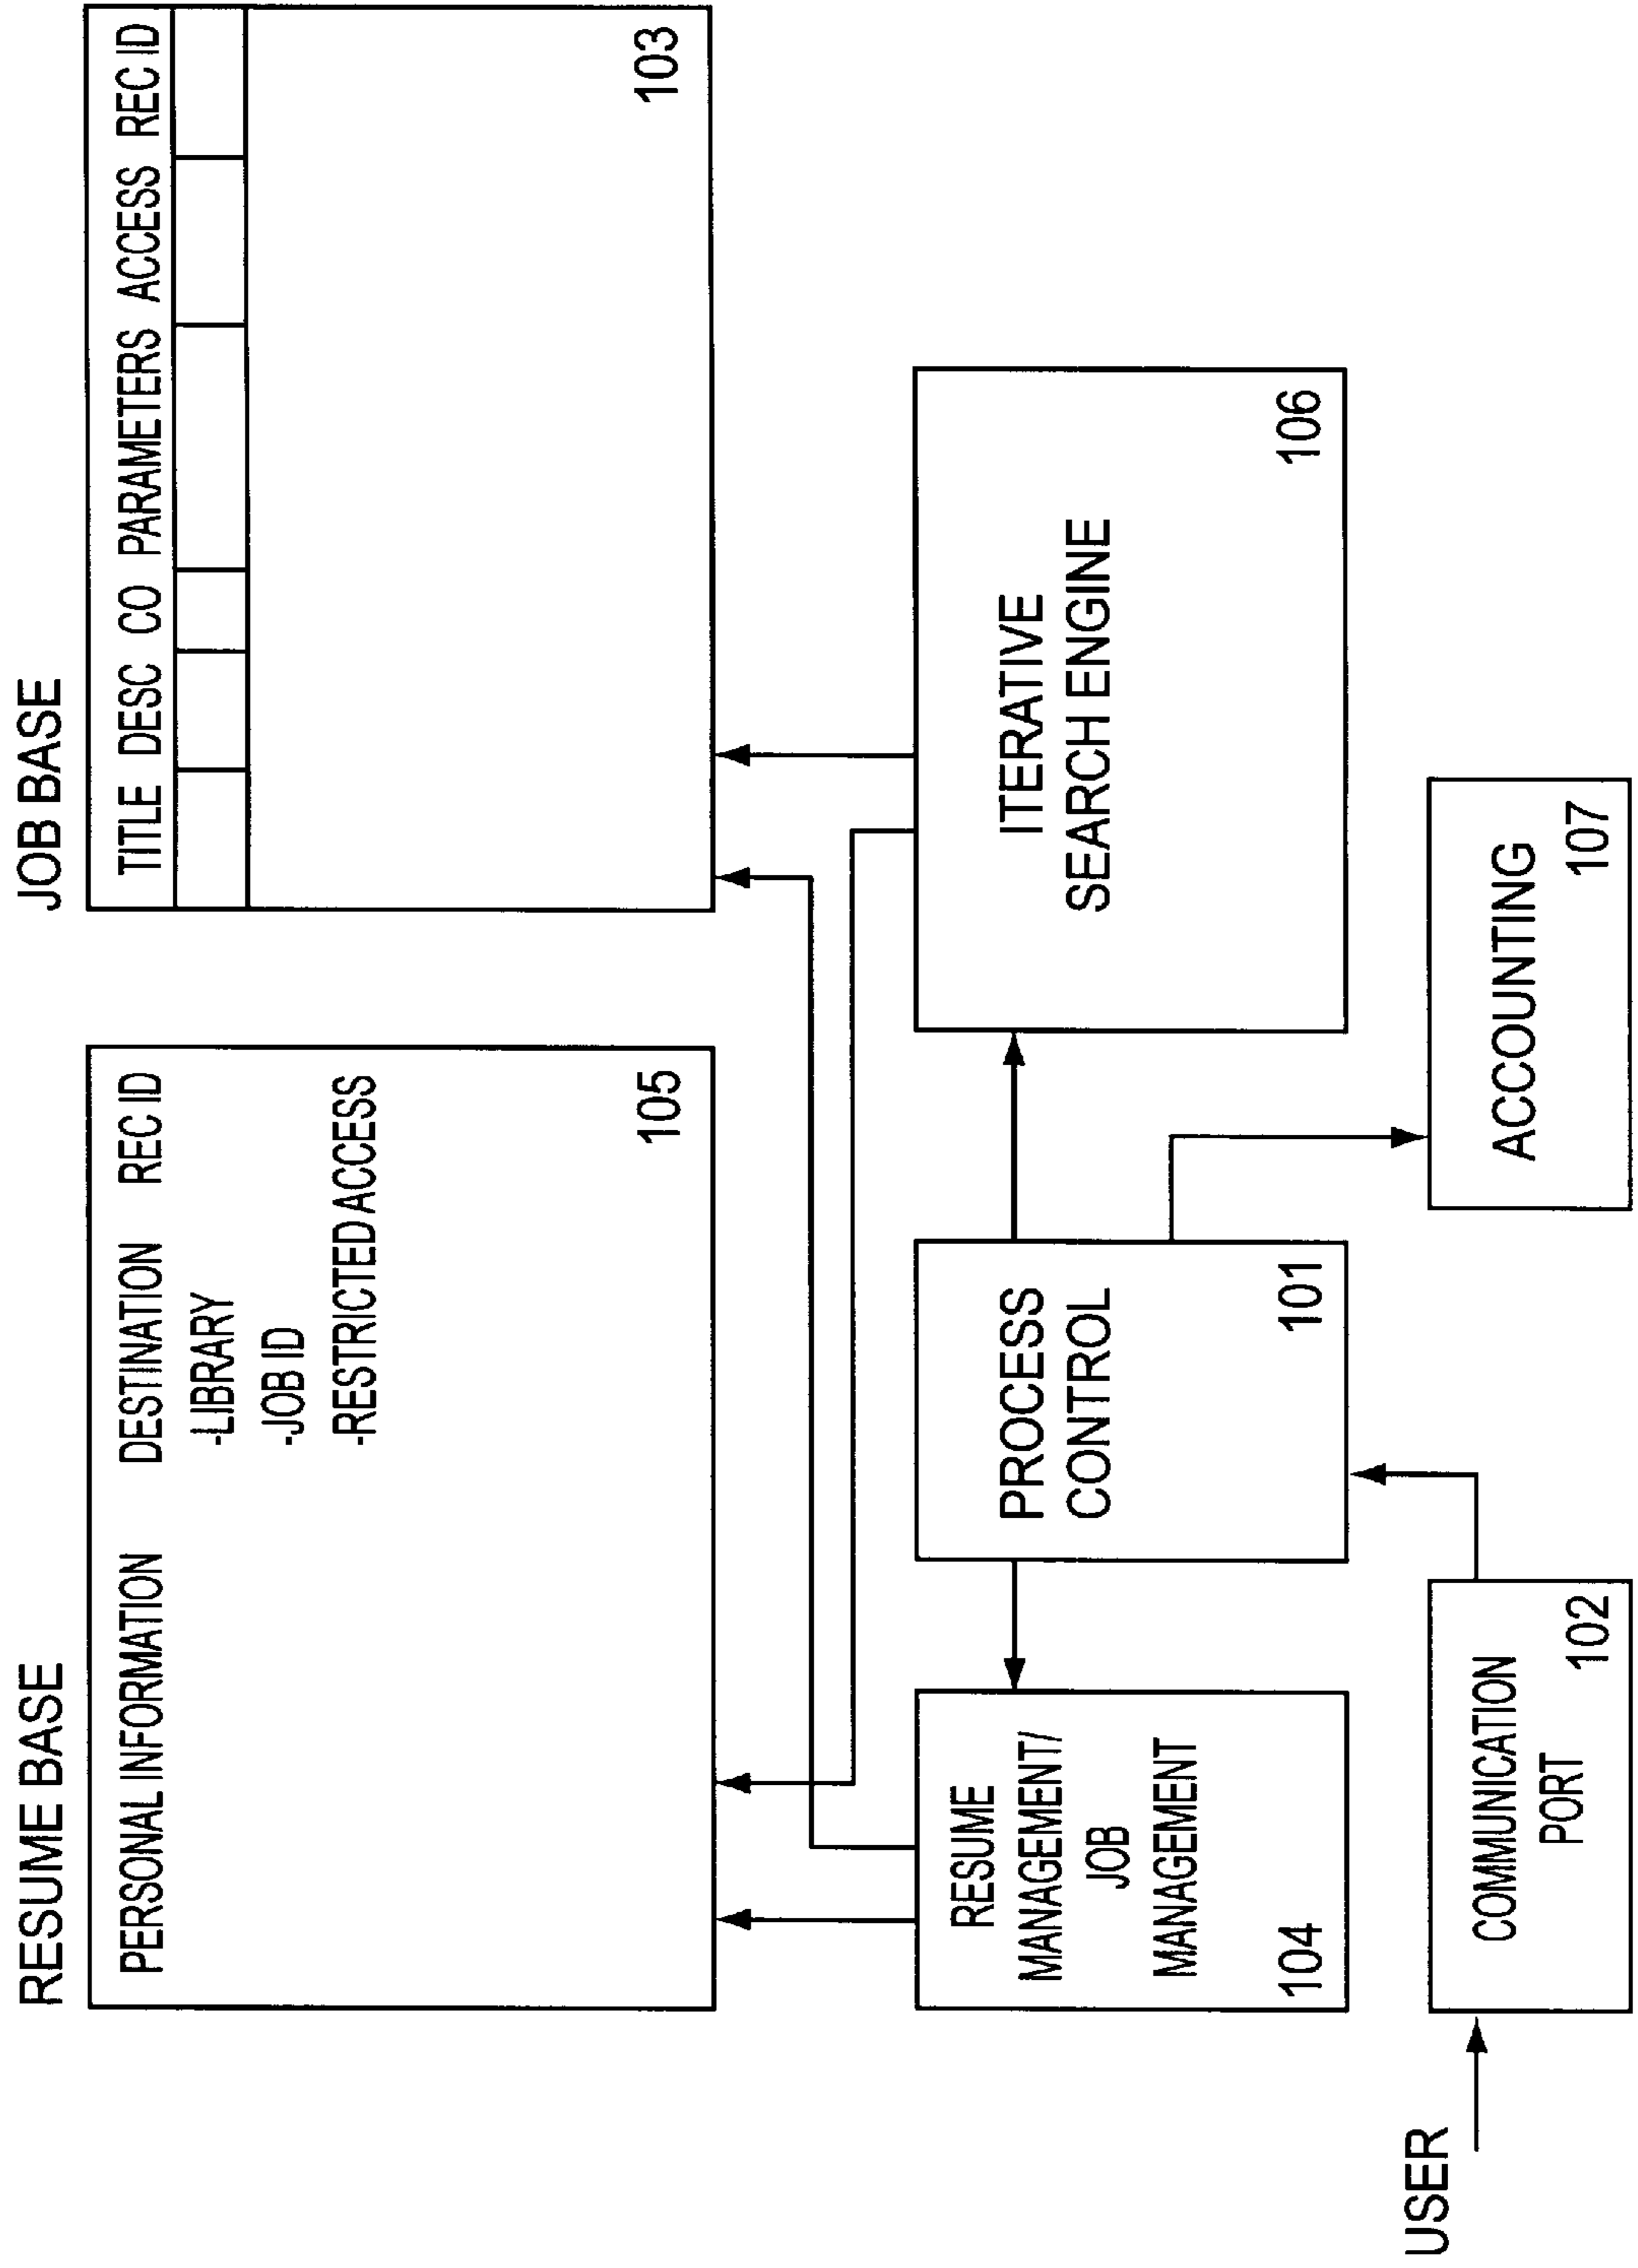 RESUME BASE
PERSONAL INFORMATION DESTINATION REC ID
-LIBRARY
-JOB ID
-RESTRICTED ACCESS
105
JOB BASE
TITLE DESC CO PARAMETERS ACCESS REC ID
103
RESUME
MANAGEMENT/
JOB
MANAGEMENT
104
PROCESS
CONTROL
101
ITERATIVE
SEARCH ENGINE
106
USER
COMMUNICATION
PORT
102
ACCOUNTING
107